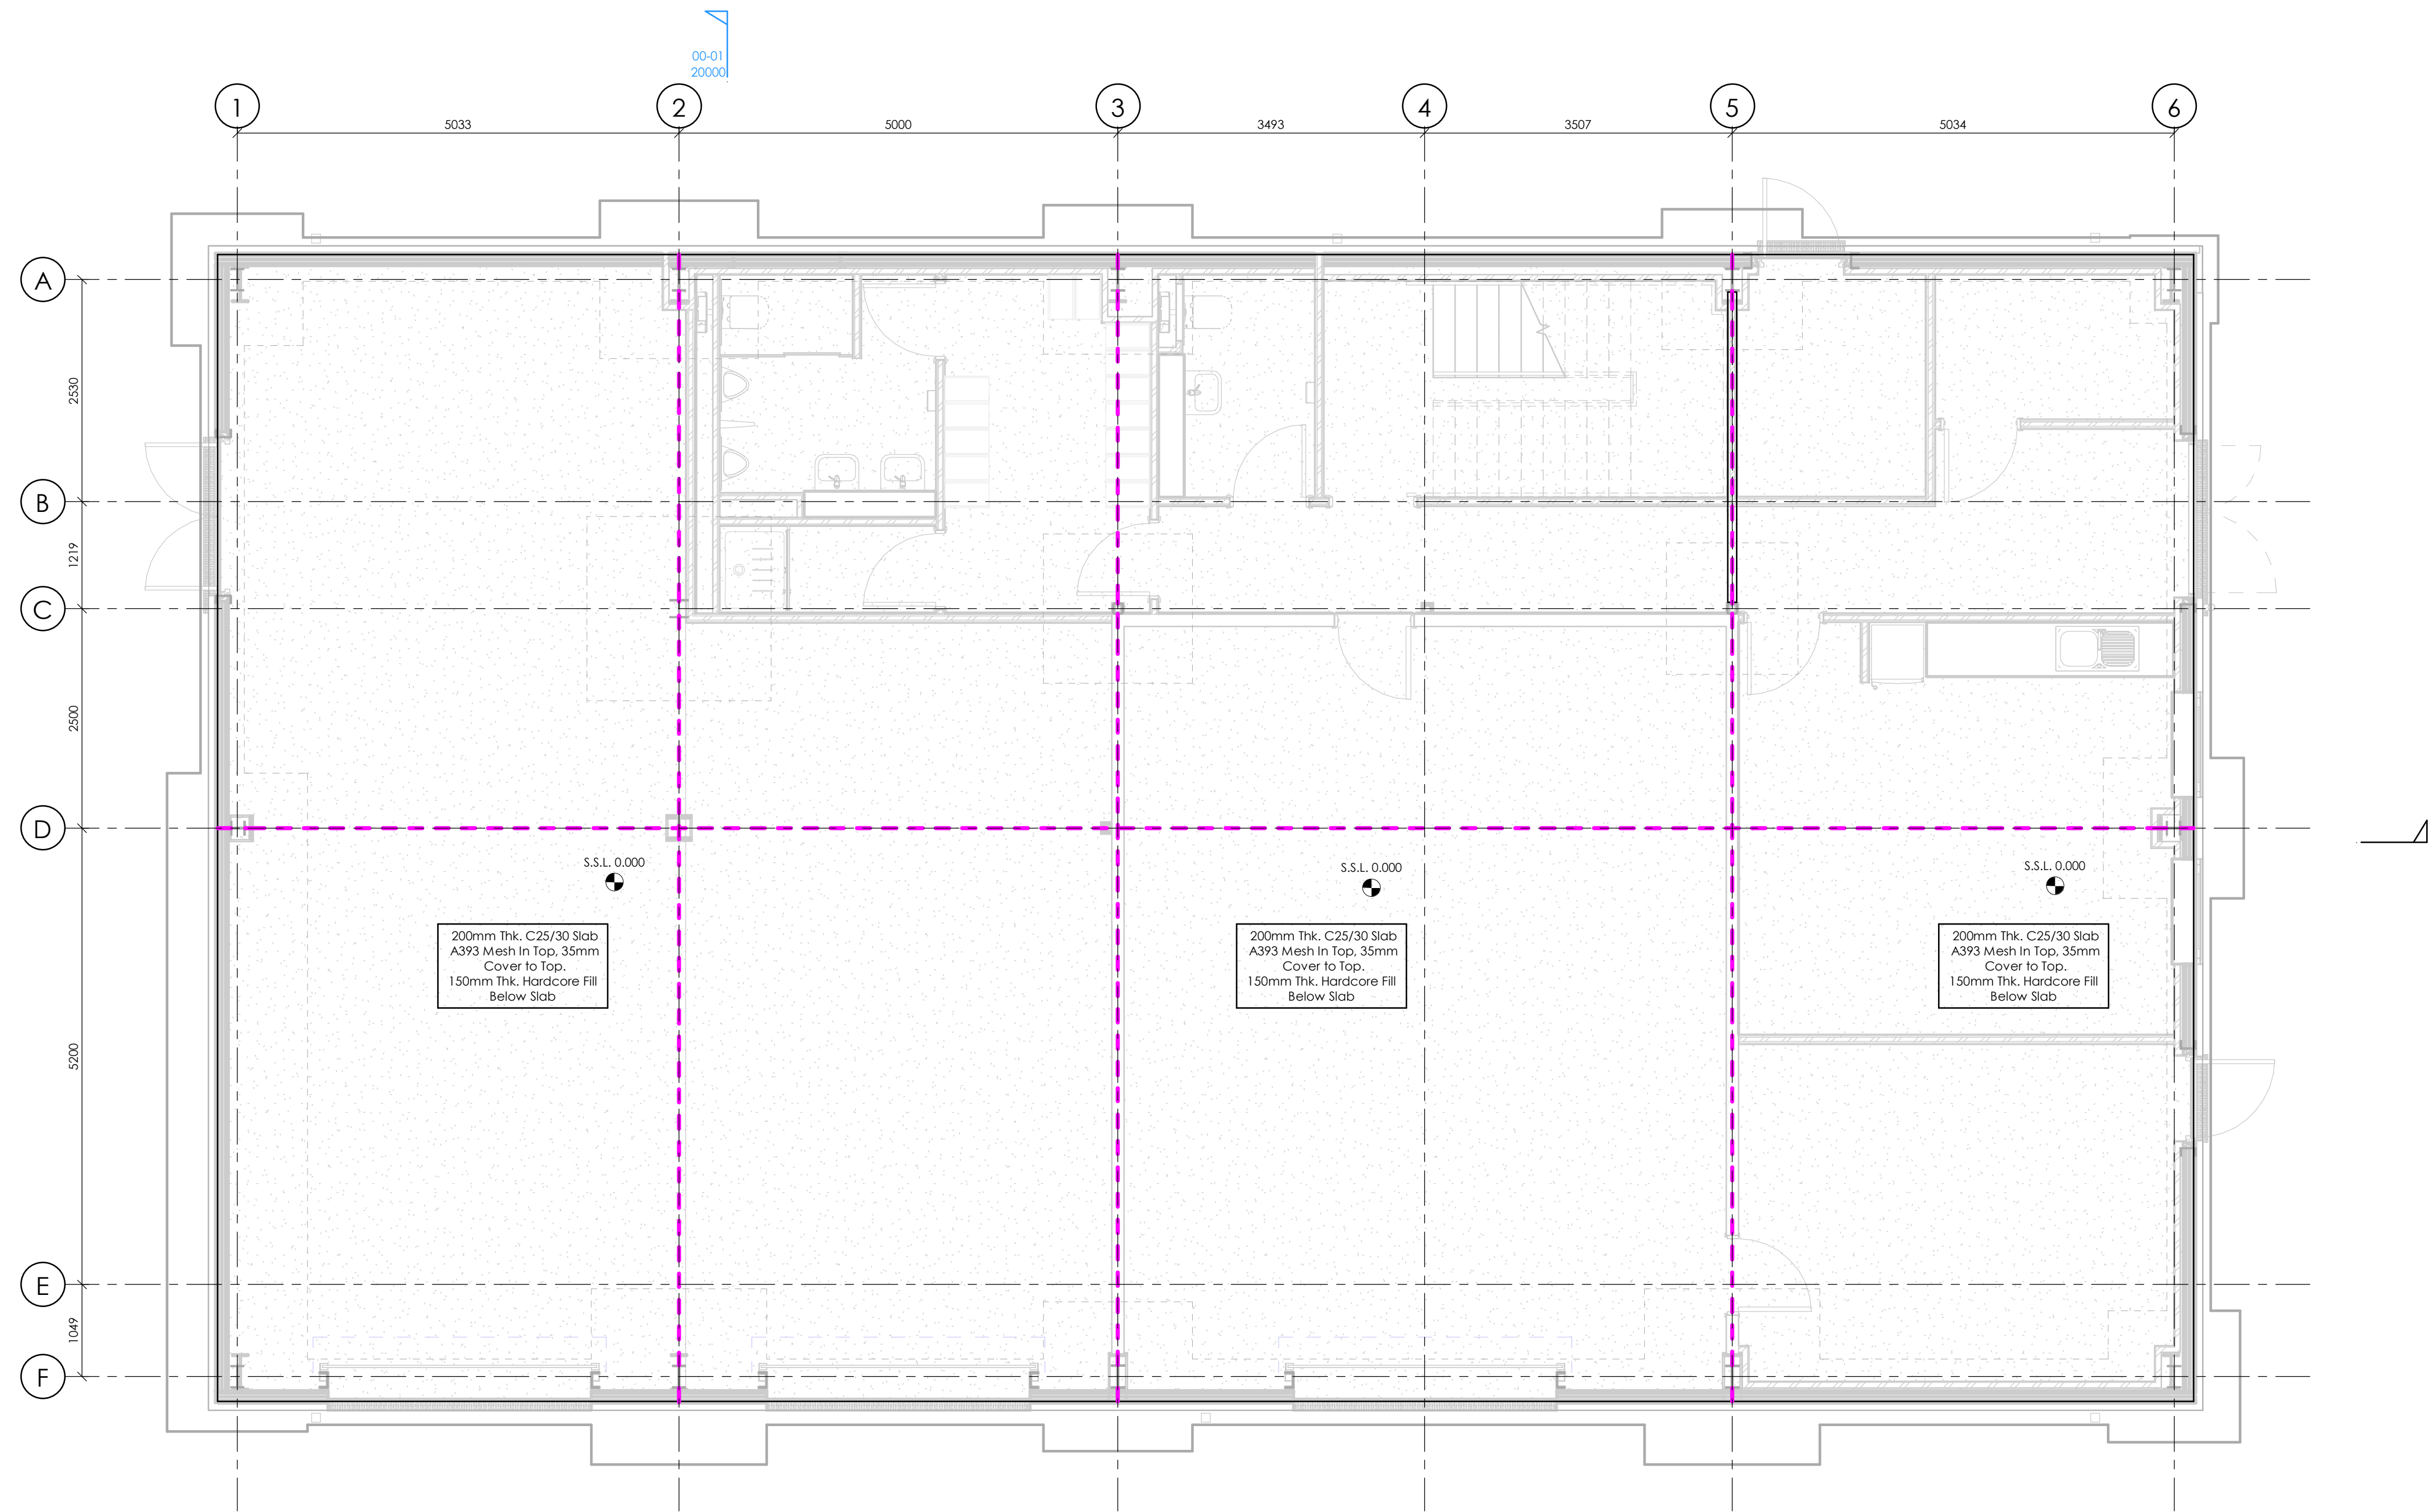 00-01
20000
1
2
3
4
5
6
5033
5000
3493
3507
5034
A
2530
B
1219
C
2500
D
S.S.L. 0.000
S.S.L. 0.000
S.S.L. 0.000
200mm Thk. C25/30 Slab
A393 Mesh In Top, 35mm
Cover to Top.
150mm Thk. Hardcore Fill
Below Slab
200mm Thk. C25/30 Slab
A393 Mesh In Top, 35mm
Cover to Top.
150mm Thk. Hardcore Fill
Below Slab
200mm Thk. C25/30 Slab
A393 Mesh In Top, 35mm
Cover to Top.
150mm Thk. Hardcore Fill
Below Slab
5200
E
1049
F